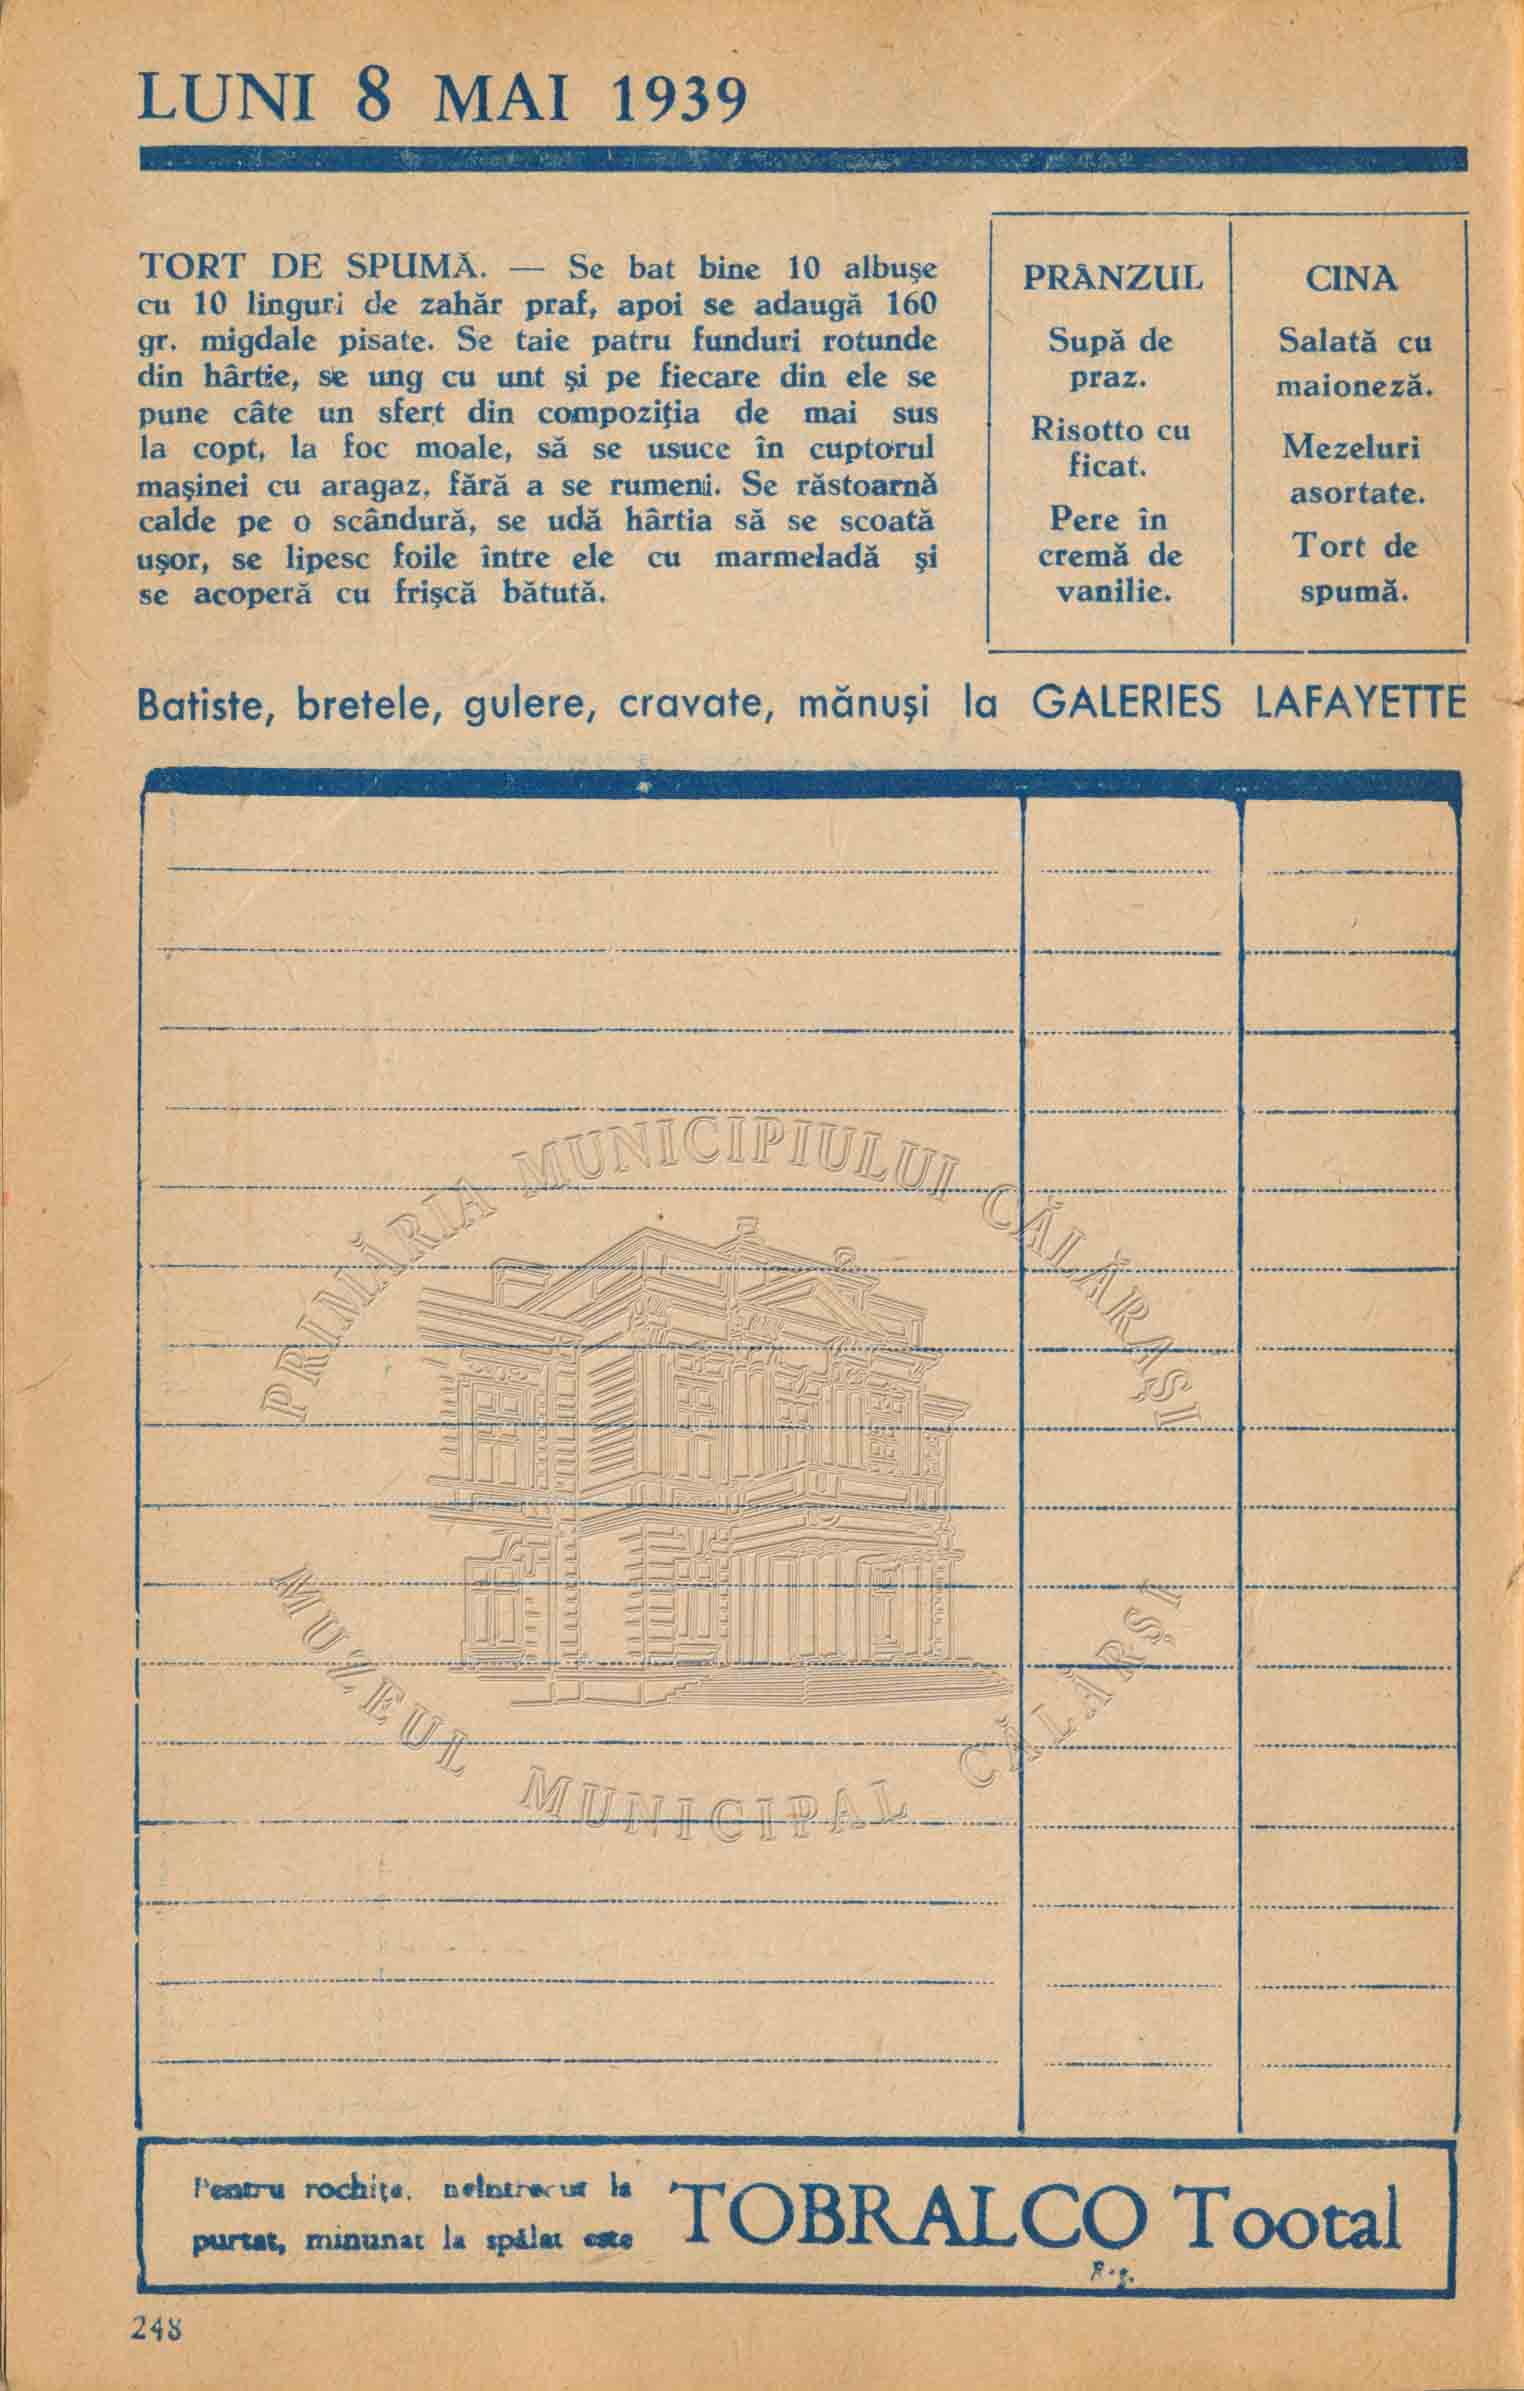 LUNI 8 MAI 1939
TORT DE SPUMĂ. — Se bat bine 10 albușe
cu 10 linguri de zahăr praf, apoi se adaugă 160
gr. migdale pisate. Se taie patru funduri rotunde
din hârtie, se ung cu unt și pe fiecare din ele se
pune câte un sfert din compoziția de mai sus
la copt, la foc moale, să se usuce în cuptorul
mașinei cu aragaz, fără a se rumeni. Se răstoarnă
calde pe o scândură, se udă hârtia să se scoată
ușor, se lipesc foile între ele cu marmeladă și
se acoperă cu frișcă bătută.
PRÂNZUL
Supă de
praz.
Risotto cu
ficat.
Pere în
cremă de
vanilie.
CINA
Salată cu
maioneză.
Mezeluri
asortate.
Tort de
spumă.
Batiste, bretele, gulere, cravate, mănuși la GALERIES LAFAYETTE
PRIMĂRIA MUNICIPIULUI CĂLĂRAȘI
MUZEUL MUNICIPAL CĂLĂRȘI
Pentru rochițe, neîntrecut la
purtat, minunat la spălat este
TOBRALCO Tootal
Reg.
248